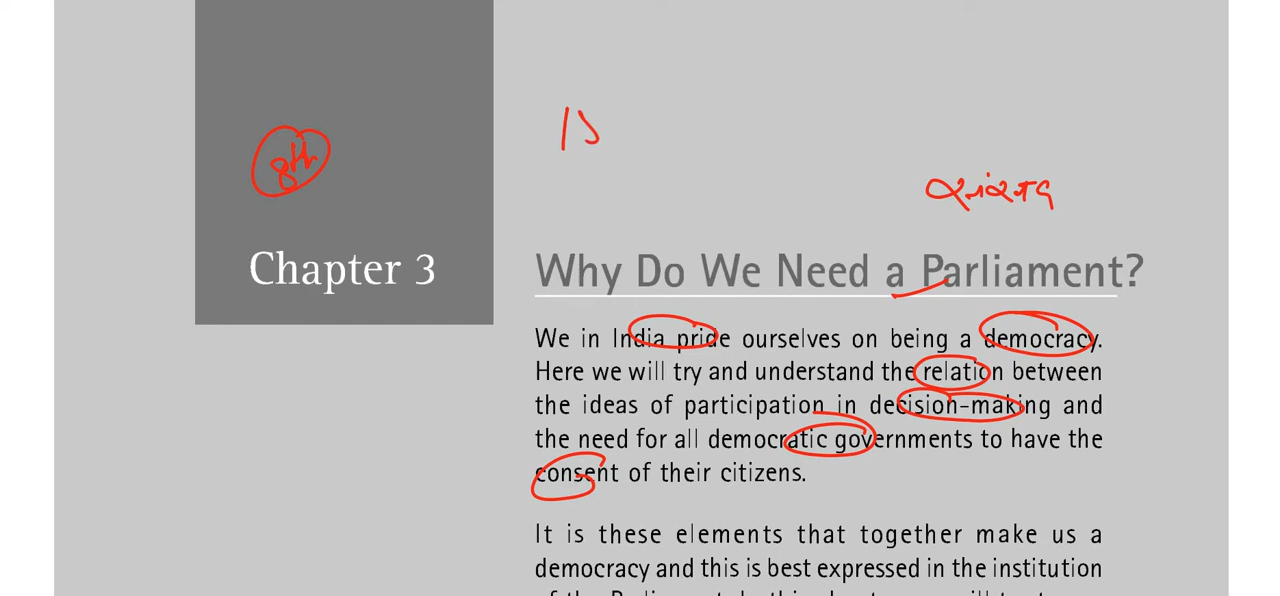 8th
Chapter 3
Why Do We Need a Parliament?
We in India pride ourselves on being a democracy.
Here we will try and understand the relation between
the ideas of participation in decision-making and
the need for all democratic governments to have the
consent of their citizens.
It is these elements that together make us a
democracy and this is best expressed in the institution